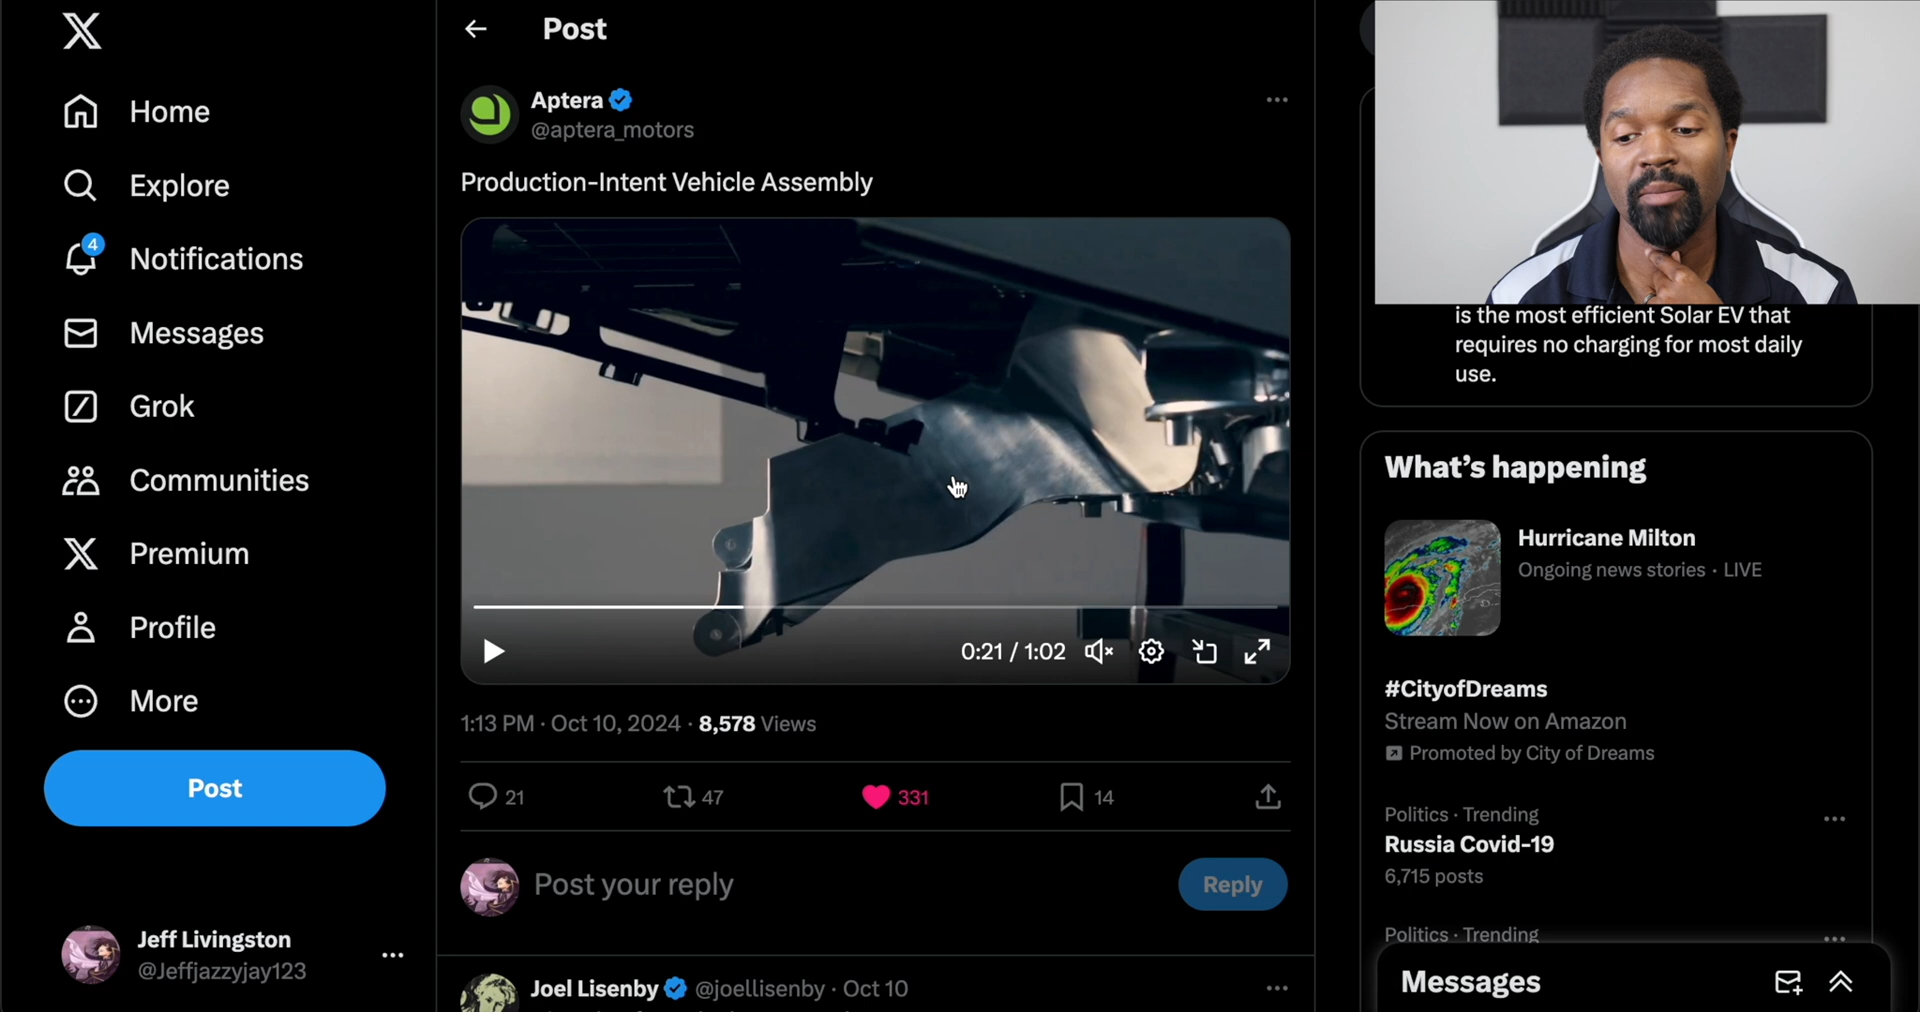 Home
Explore
4
Notifications
Messages
Grok
Communities
Premium
Profile
More
Post
Jeff Livingston
@Jeffjazzyjay123
Post
Aptera
@aptera_motors
Production-Intent Vehicle Assembly
0:21 / 1:02
1:13 PM · Oct 10, 2024 · 8,578 Views
21 47 331 14
Post your reply
Reply
Joel Lisenby @joellisenby · Oct 10
is the most efficient Solar EV that
requires no charging for most daily
use.
What's happening
Hurricane Milton
Ongoing news stories · LIVE
#CityofDreams
Stream Now on Amazon
Promoted by City of Dreams
Politics · Trending
Russia Covid-19
6,715 posts
Politics · Trending
Messages